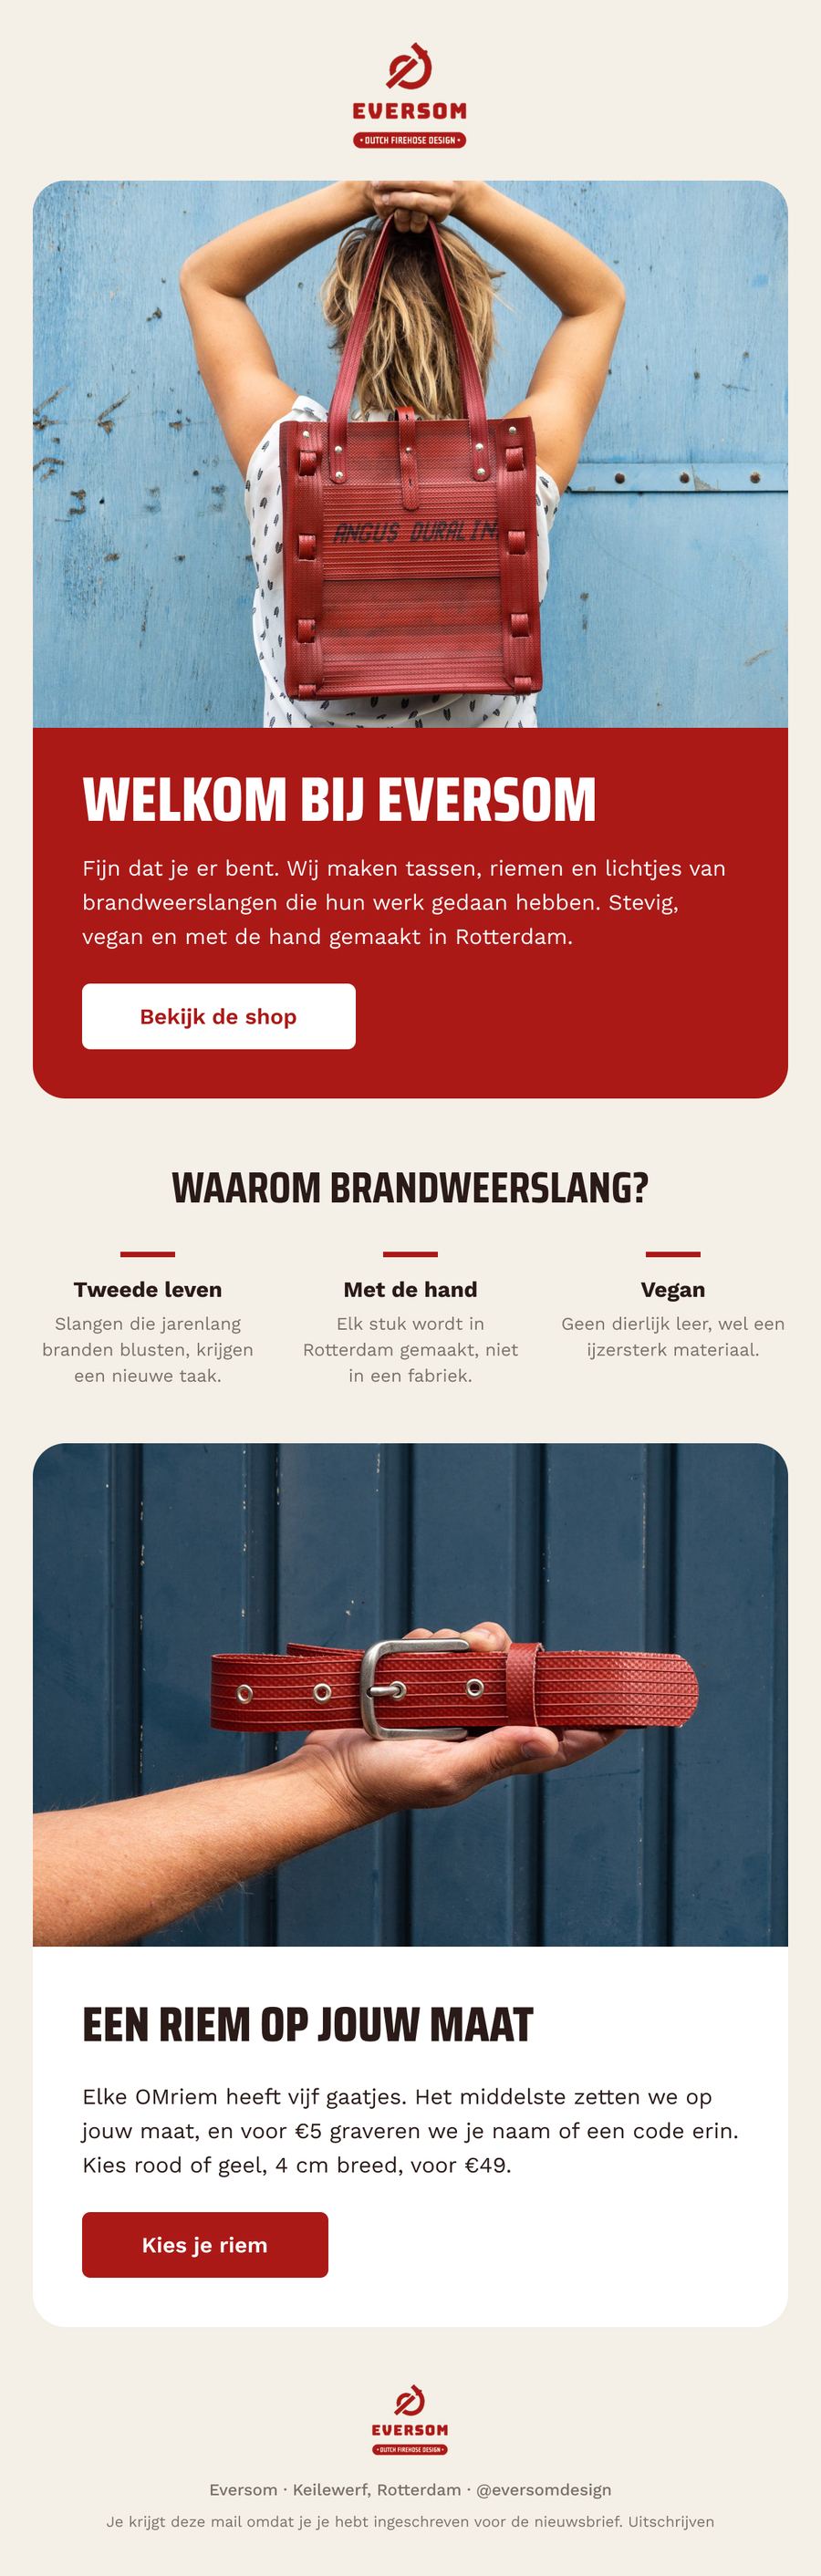 EVERSOM
• DUTCH FIREHOSE DESIGN •
ANGUS DURALIN
WELKOM BIJ EVERSOM
Fijn dat je er bent. Wij maken tassen, riemen en lichtjes van
brandweerslangen die hun werk gedaan hebben. Stevig,
vegan en met de hand gemaakt in Rotterdam.
Bekijk de shop
WAAROM BRANDWEERSLANG?
Tweede leven
Slangen die jarenlang
branden blusten, krijgen
een nieuwe taak.
Met de hand
Elk stuk wordt in
Rotterdam gemaakt, niet
in een fabriek.
Vegan
Geen dierlijk leer, wel een
ijzersterk materiaal.
EEN RIEM OP JOUW MAAT
Elke OMriem heeft vijf gaatjes. Het middelste zetten we op
jouw maat, en voor €5 graveren we je naam of een code erin.
Kies rood of geel, 4 cm breed, voor €49.
Kies je riem
EVERSOM
• DUTCH FIREHOSE DESIGN •
Eversom · Keilewerf, Rotterdam · @eversomdesign
Je krijgt deze mail omdat je je hebt ingeschreven voor de nieuwsbrief. Uitschrijven